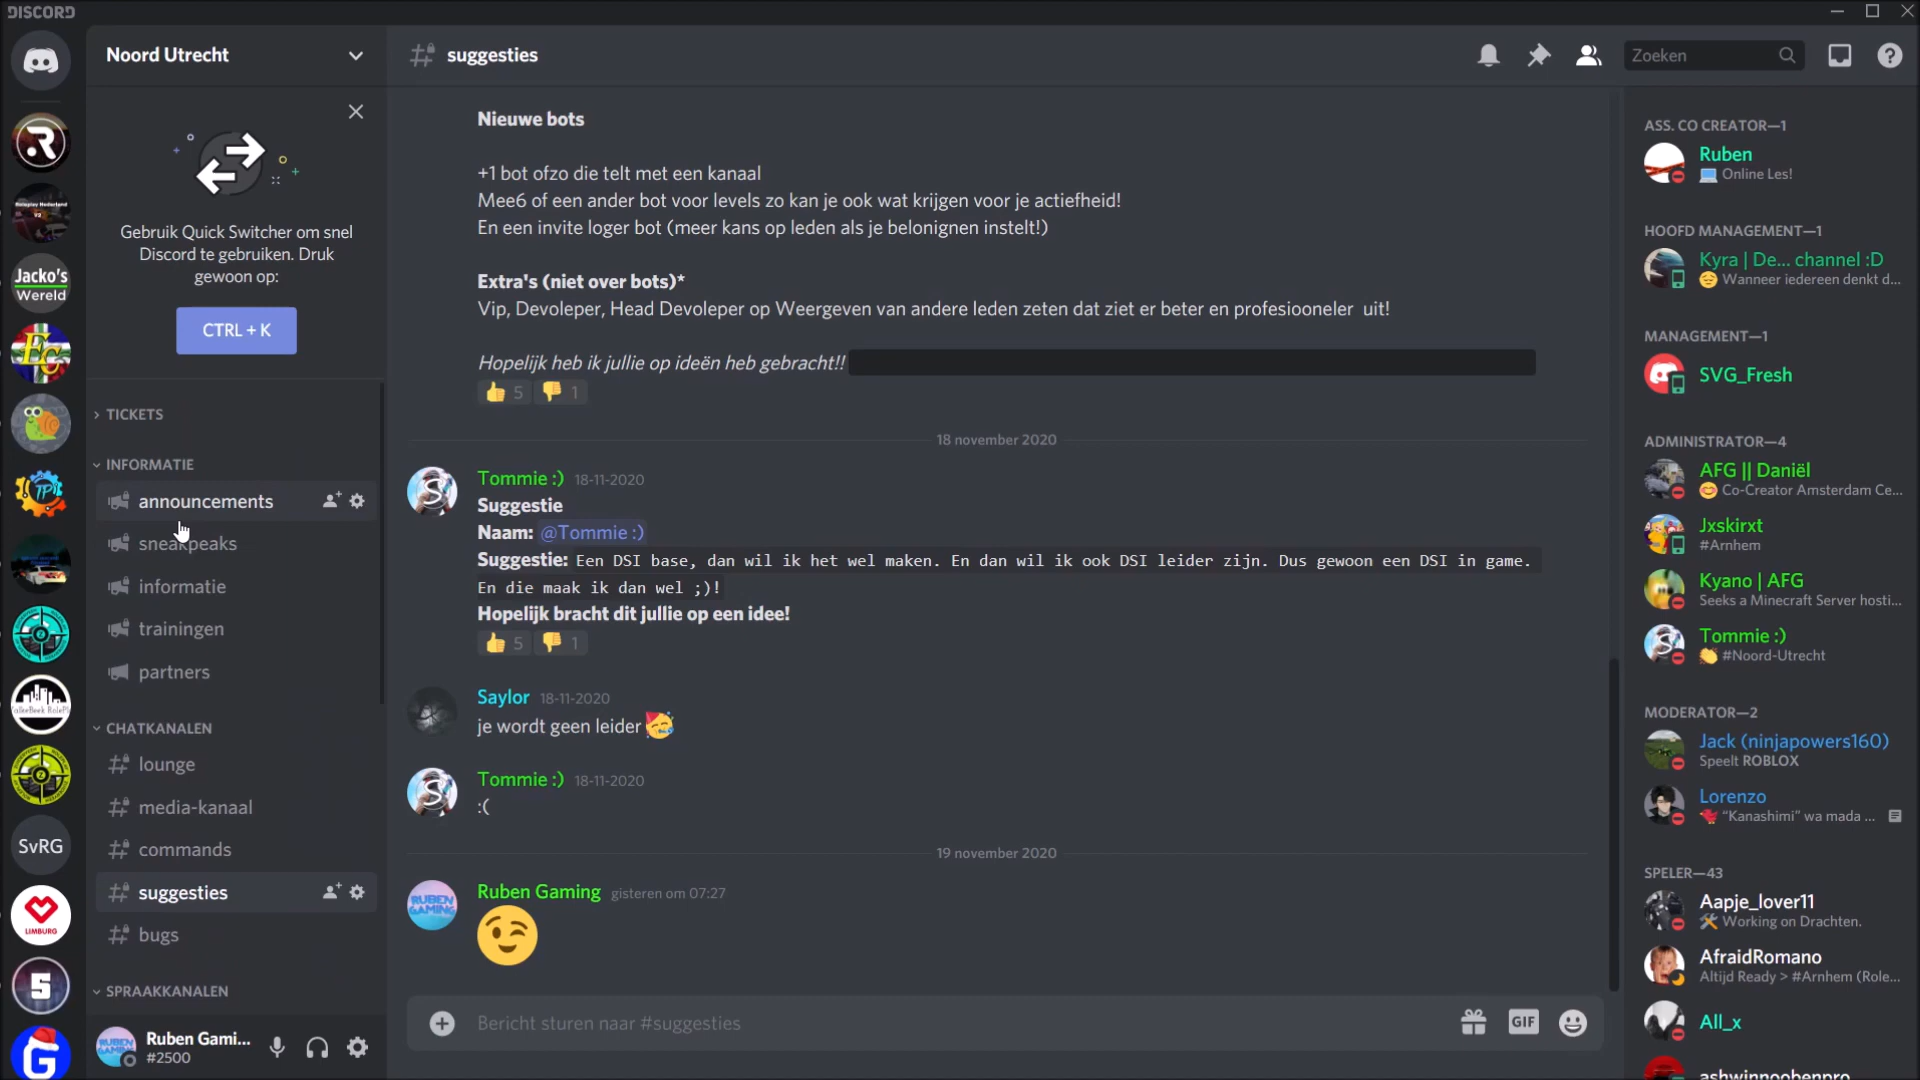 DISCORD
Noord Utrecht
Gebruik Quick Switcher om snel
Discord te gebruiken. Druk
gewoon op:
CTRL + K
TICKETS
INFORMATIE
announcements
sneakpeaks
informatie
trainingen
partners
CHATKANALEN
lounge
media-kanaal
commands
suggesties
bugs
SPRAAKKANALEN
Ruben Gami...
#2500
Jacko's
Wereld
SvRG
LIMBURG
suggesties
Zoeken
Nieuwe bots
+1 bot ofzo die telt met een kanaal
Mee6 of een ander bot voor levels zo kan je ook wat krijgen voor je actiefheid!
En een invite loger bot (meer kans op leden als je belonignen instelt!)
Extra's (niet over bots)*
Vip, Devoleper, Head Devoleper op Weergeven van andere leden zeten dat ziet er beter en profesiooneler uit!
Hopelijk heb ik jullie op ideën heb gebracht!!
5 1
18 november 2020
Tommie :) 18-11-2020
Suggestie
Naam: @Tommie :)
Suggestie: Een DSI base, dan wil ik het wel maken. En dan wil ik ook DSI leider zijn. Dus gewoon een DSI in game.
En die maak ik dan wel ;)!
Hopelijk bracht dit jullie op een idee!
5 1
Saylor 18-11-2020
je wordt geen leider 🥳
Tommie :) 18-11-2020
:(
19 november 2020
Ruben Gaming gisteren om 07:27
😉
Bericht sturen naar #suggesties
GIF
ASS. CO CREATOR—1
Ruben
Online Les!
HOOFD MANAGEMENT—1
Kyra | De... channel :D
Wanneer iedereen denkt d...
MANAGEMENT—1
SVG_Fresh
ADMINISTRATOR—4
AFG || Daniël
Co-Creator Amsterdam Ce...
Jxskirxt
#Arnhem
Kyano | AFG
Seeks a Minecraft Server hosti...
Tommie :)
#Noord-Utrecht
MODERATOR—2
Jack (ninjapowers160)
Speelt ROBLOX
Lorenzo
"Kanashimi" wa mada ...
SPELER—43
Aapje_lover11
Working on Drachten.
AfraidRomano
Altijd Ready > #Arnhem (Role...
All_x
ashwinnoobenpro